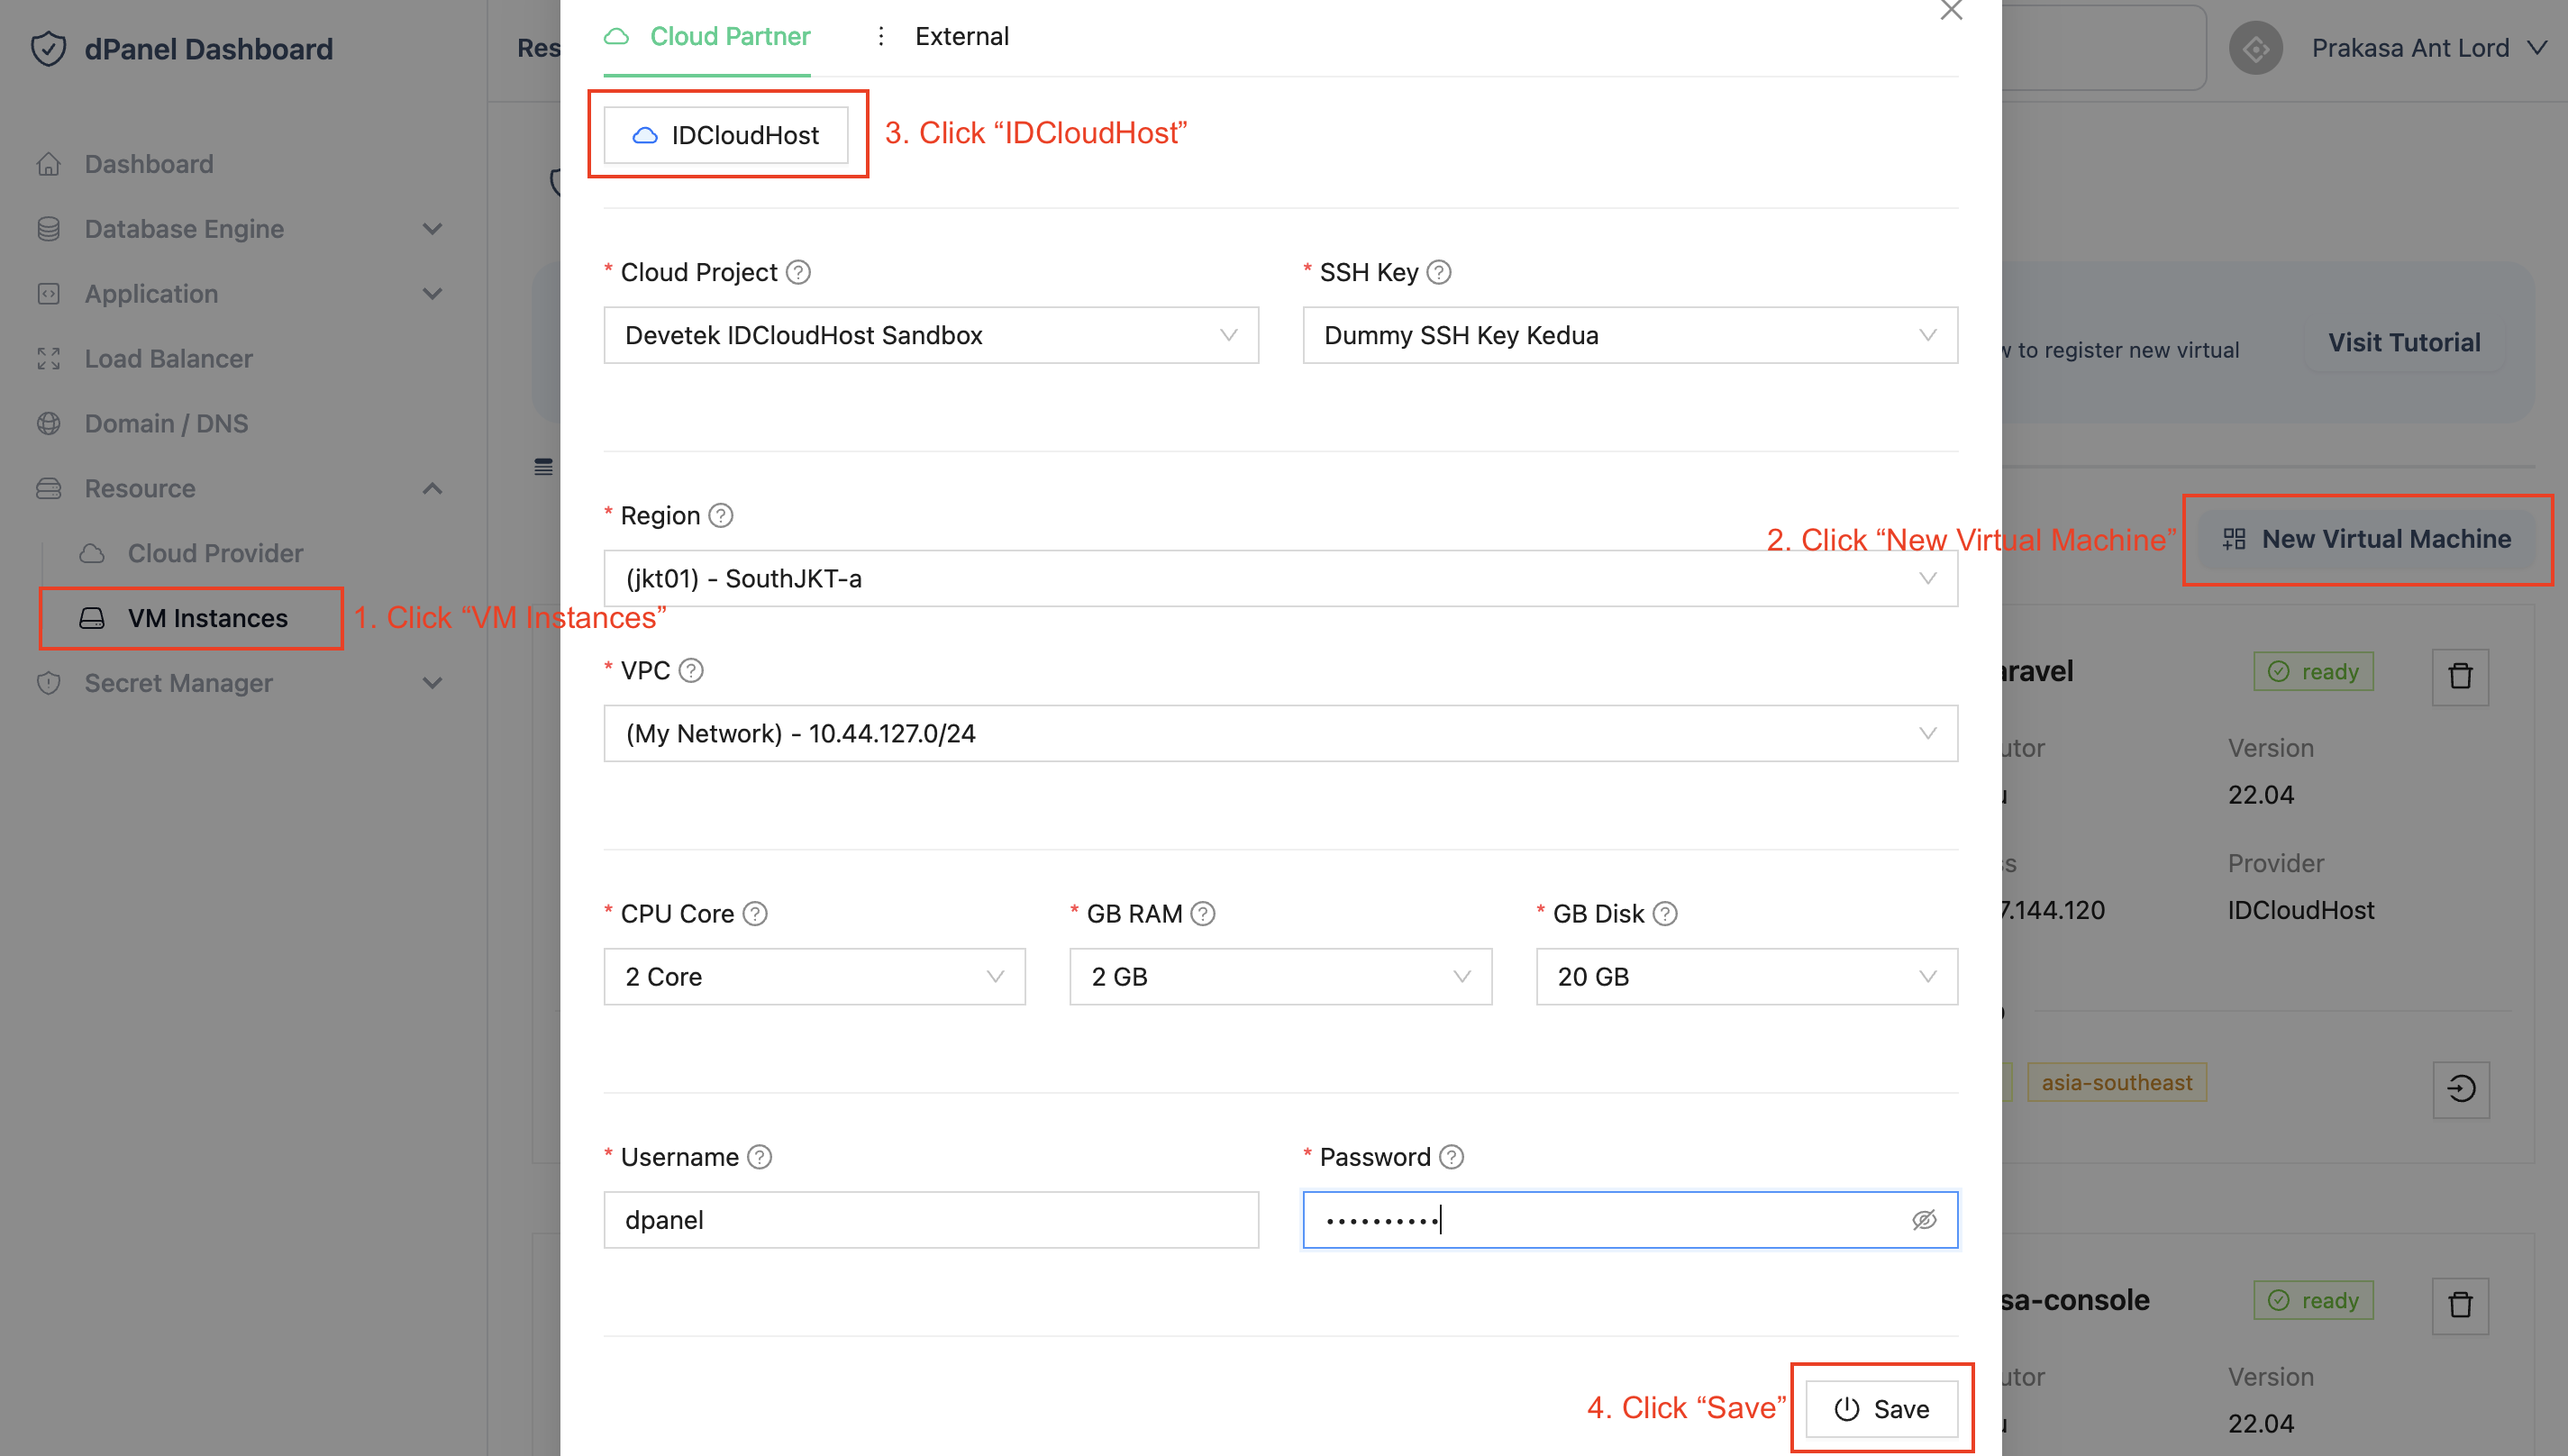 dPanel Dashboard
Dashboard
Database Engine
Application
Load Balancer
Domain / DNS
Resource
Cloud Provider
VM Instances
1. Click “VM Instances”
Secret Manager
Cloud Partner
External
IDCloudHost
3. Click “IDCloudHost”
* Cloud Project
* SSH Key
Devetek IDCloudHost Sandbox
Dummy SSH Key Kedua
* Region
(jkt01) - SouthJKT-a
* VPC
(My Network) - 10.44.127.0/24
* CPU Core
* GB RAM
* GB Disk
2 Core
2 GB
20 GB
* Username
* Password
dpanel
4. Click “Save”
Save
Prakasa Ant Lord
to register new virtual
Visit Tutorial
2. Click “New Virtual Machine”
New Virtual Machine
ready
Version
22.04
Provider
7.144.120
IDCloudHost
asia-southeast
sa-console
ready
Version
22.04